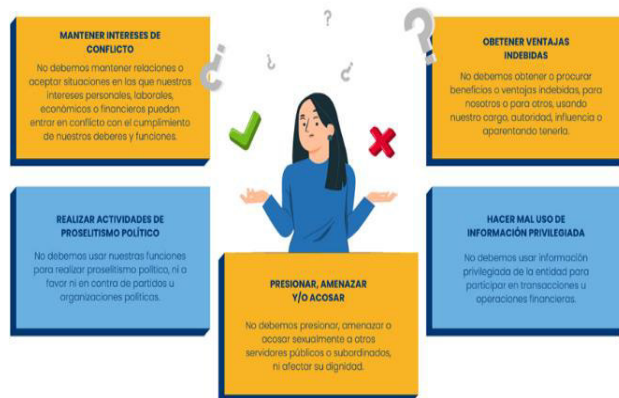 MANTENER INTERESES DE
CONFLICTO
No debemos mantener relaciones o
aceptar situaciones en los que nuestros
intereses personales, laborales,
económicos o financieros puedan
entrar en conflicto con el cumplimiento
de nuestros deberes y funciones.
OBETENER VENTAJAS
INDEBIDAS
No debemos obtener o procurar
beneficios o ventajas indebidas, para
nosotros o para otros, usando
nuestro cargo, autoridad, influencia o
aparentando tenerla.
REALIZAR ACTIVIDADES DE
PROSELITISMO POLÍTICO
No debemos usar nuestras funciones
para realizar proselitismo político, ni a
favor ni en contra de partidos u
organizaciones políticas.
PRESIONAR, AMENAZAR
Y/O ACOSAR
No debemos presionar, amenazar o
acosar sexualmente a otros
servidores públicos o subordinados,
ni afectar su dignidad.
HACER MAL USO DE
INFORMACIÓN PRIVILEGIADA
No debemos usar información
privilegiada de la entidad para
participar en transacciones u
operaciones financieras.